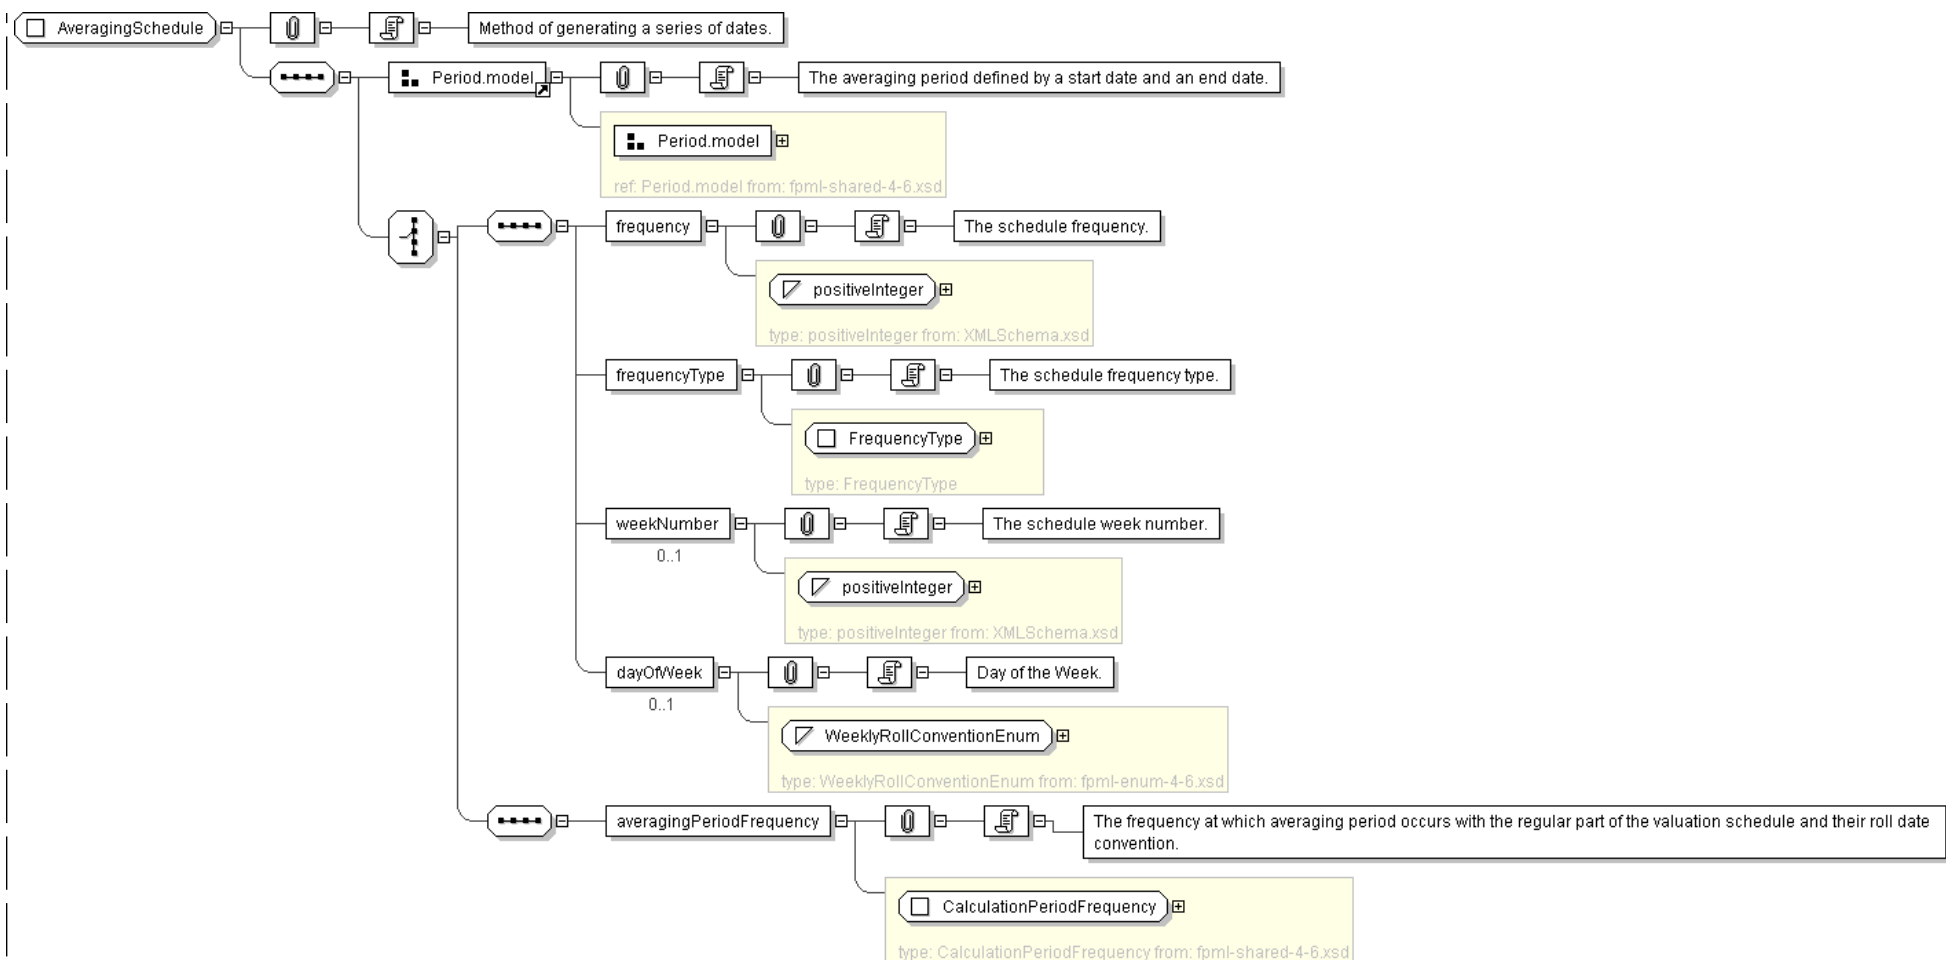 AveragingSchedule
Method of generating a series of dates.
Period.model
The averaging period defined by a start date and an end date.
Period.model
ref: Period.model from: fpml-shared-4-6.xsd
frequency
The schedule frequency.
positiveInteger
type: positiveInteger from: XMLSchema.xsd
frequencyType
The schedule frequency type.
FrequencyType
type: FrequencyType
weekNumber
The schedule week number.
0..1
positiveInteger
type: positiveInteger from: XMLSchema.xsd
dayOfWeek
Day of the Week.
0..1
WeeklyRollConventionEnum
type: WeeklyRollConventionEnum from: fpml-enum-4-6.xsd
averagingPeriodFrequency
The frequency at which averaging period occurs with the regular part of the valuation schedule and their roll date
convention.
CalculationPeriodFrequency
type: CalculationPeriodFrequency from: fpml-shared-4-6.xsd